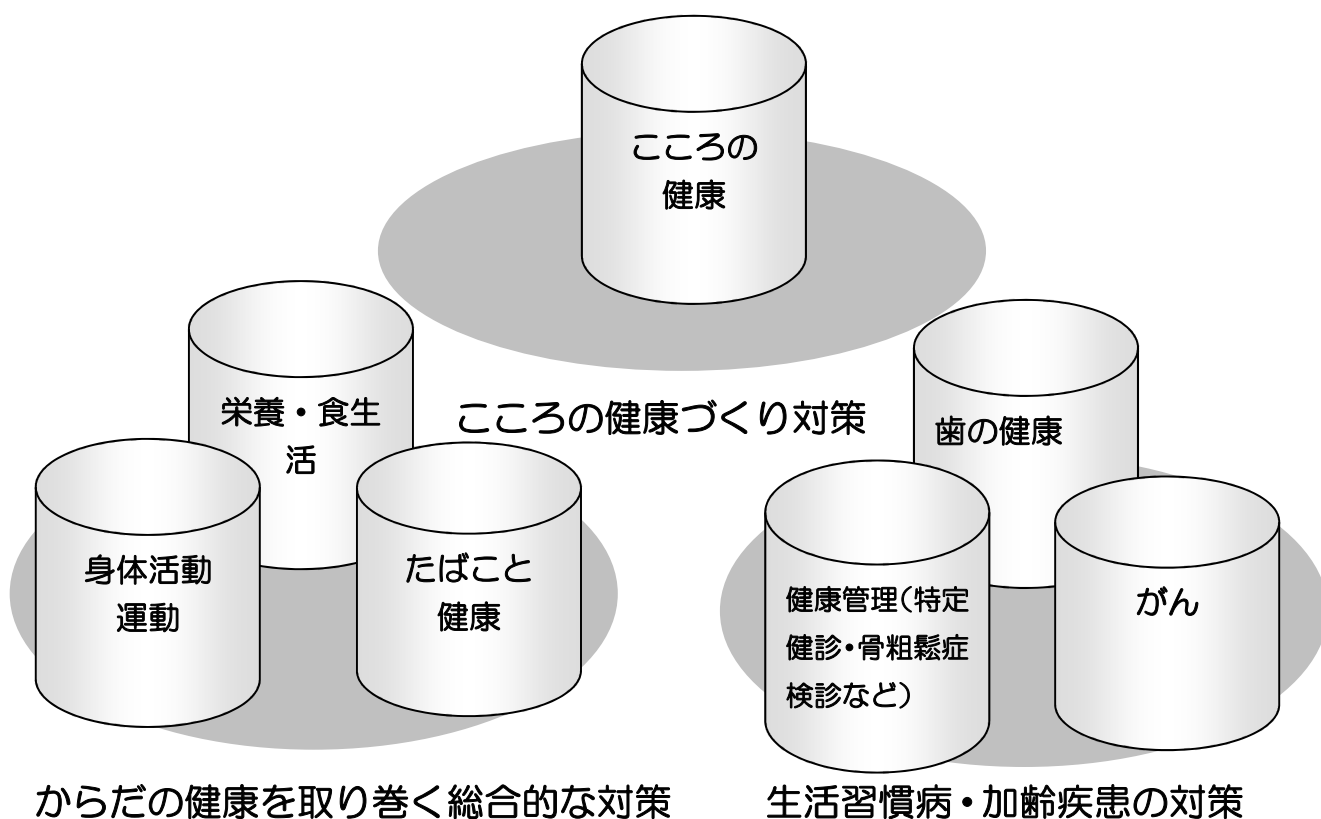 こころの
健康
こころの健康づくり対策
栄養・食生
活
身体活動
運動
たばこと
健康
からだの健康を取り巻く総合的な対策
歯の健康
健康管理(特定
健診・骨粗鬆症
検診など)
がん
生活習慣病・加齢疾患の対策